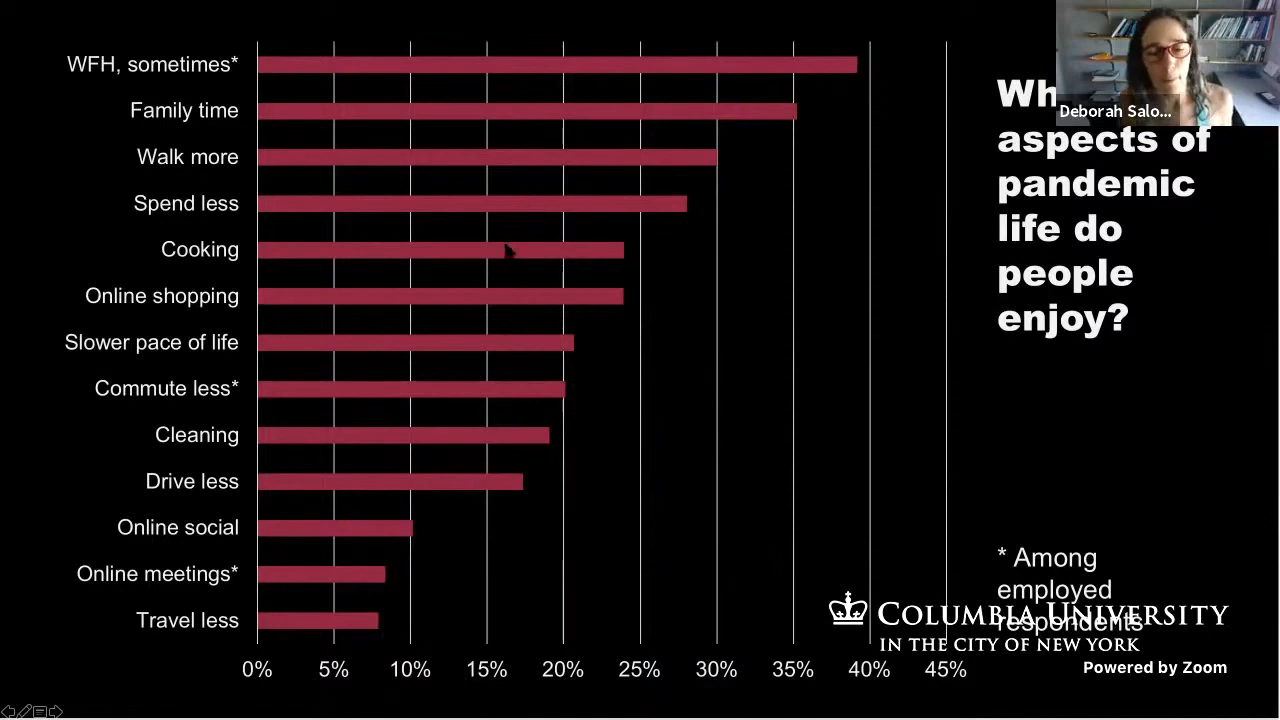 WFH, sometimes*
Family time
Walk more
Spend less
Cooking
Online shopping
Slower pace of life
Commute less*
Cleaning
Drive less
Online social
Online meetings*
Travel less
0% 5% 10% 15% 20% 25% 30% 35% 40% 45%
Deborah Salo...
aspects of
pandemic
life do
people
enjoy?
* Among
employed
respondents
COLUMBIA UNIVERSITY
IN THE CITY OF NEW YORK
Powered by Zoom